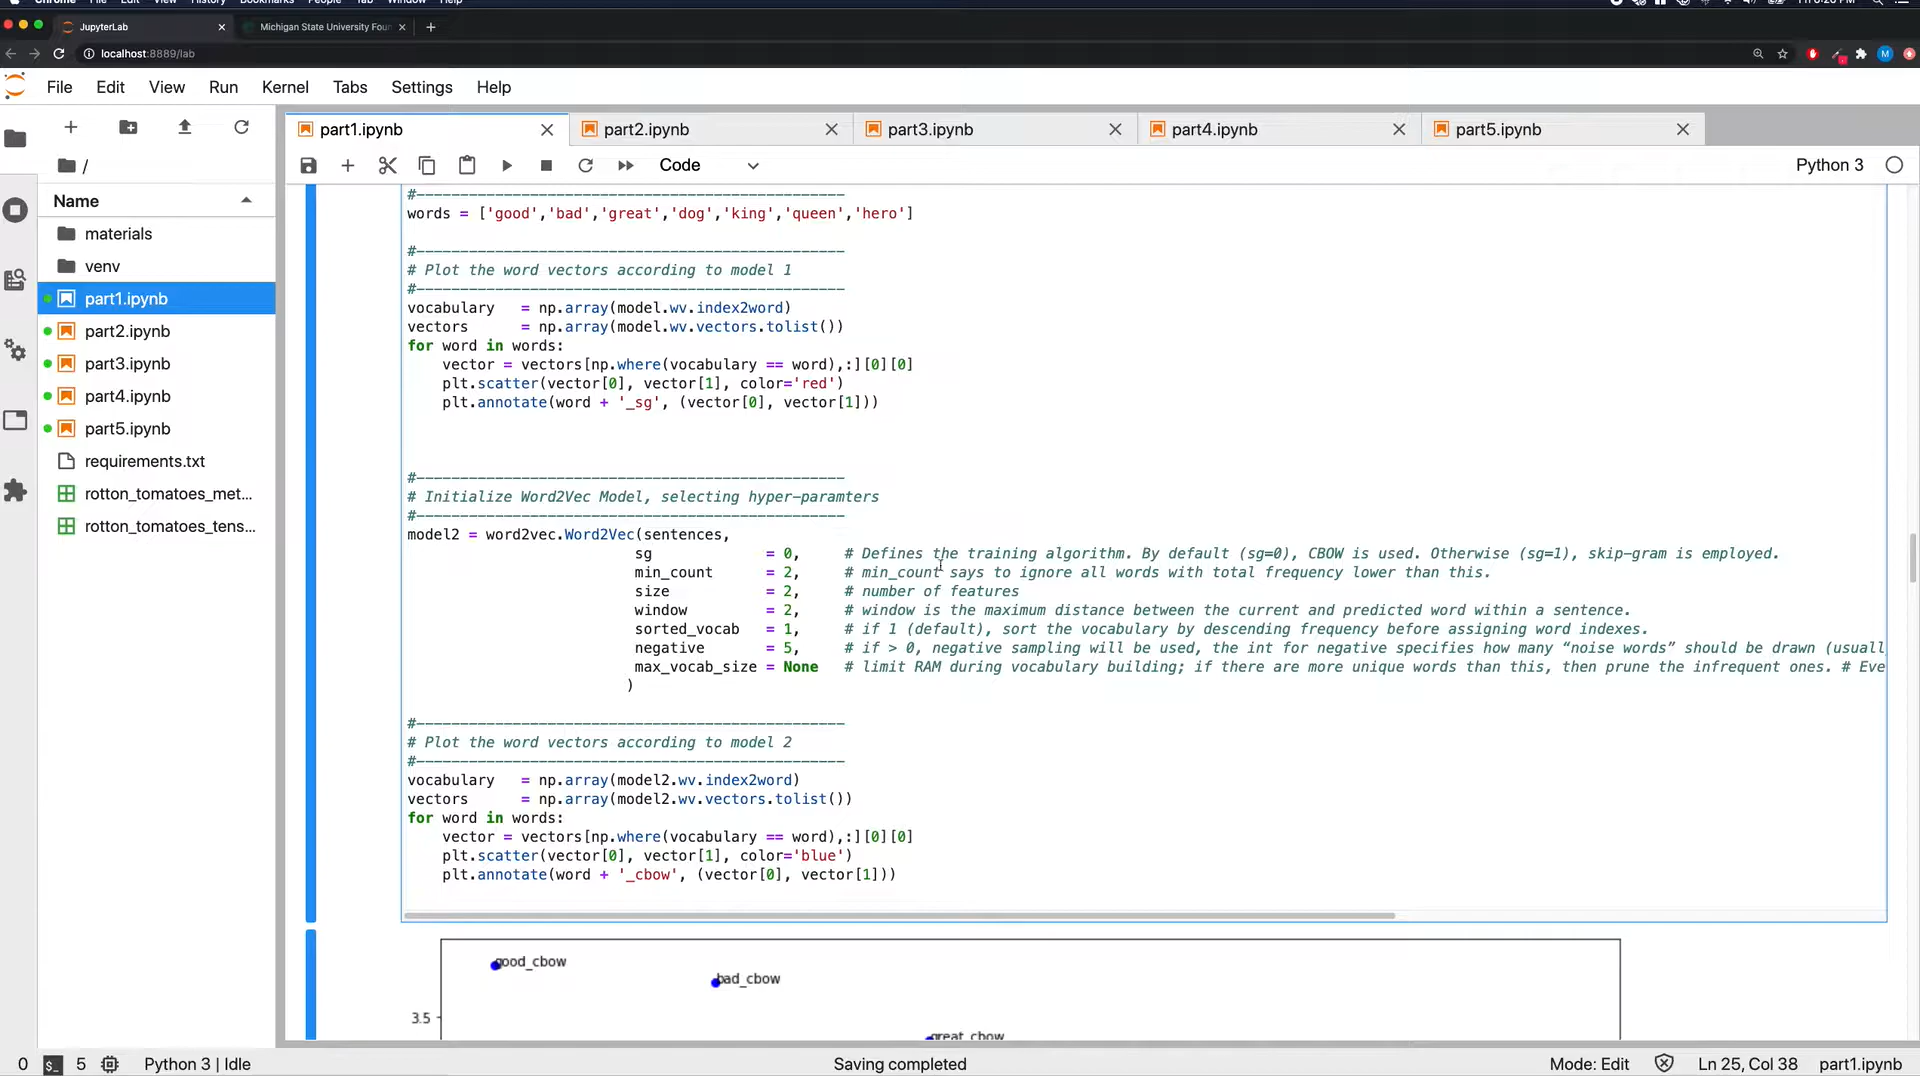 JupyterLab
Michigan State University Foun
localhost:8889/lab
M
File Edit View Run Kernel Tabs Settings Help
part1.ipynb
part2.ipynb
part3.ipynb
part4.ipynb
part5.ipynb
Code
Python 3
/
Name
materials
venv
part1.ipynb
part2.ipynb
part3.ipynb
part4.ipynb
part5.ipynb
requirements.txt
rotton_tomatoes_met...
rotton_tomatoes_tens...
#-------------------------------------------------
words = ['good','bad','great','dog','king','queen','hero']
#-------------------------------------------------
# Plot the word vectors according to model 1
#-------------------------------------------------
vocabulary = np.array(model.wv.index2word)
vectors = np.array(model.wv.vectors.tolist())
for word in words:
vector = vectors[np.where(vocabulary == word),:][0][0]
plt.scatter(vector[0], vector[1], color='red')
plt.annotate(word + '_sg', (vector[0], vector[1]))
#-------------------------------------------------
# Initialize Word2Vec Model, selecting hyper-paramters
#-------------------------------------------------
model2 = word2vec.Word2Vec(sentences,
sg = 0, # Defines the training algorithm. By default (sg=0), CBOW is used. Otherwise (sg=1), skip-gram is employed.
min_count = 2, # min_count says to ignore all words with total frequency lower than this.
size = 2, # number of features
window = 2, # window is the maximum distance between the current and predicted word within a sentence.
sorted_vocab = 1, # if 1 (default), sort the vocabulary by descending frequency before assigning word indexes.
negative = 5, # if > 0, negative sampling will be used, the int for negative specifies how many “noise words” should be drawn (usuall
max_vocab_size = None # limit RAM during vocabulary building; if there are more unique words than this, then prune the infrequent ones. # Eve
)
#-------------------------------------------------
# Plot the word vectors according to model 2
#-------------------------------------------------
vocabulary = np.array(model2.wv.index2word)
vectors = np.array(model2.wv.vectors.tolist())
for word in words:
vector = vectors[np.where(vocabulary == word),:][0][0]
plt.scatter(vector[0], vector[1], color='blue')
plt.annotate(word + '_cbow', (vector[0], vector[1]))
good_cbow
bad_cbow
3.5
great_cbow
0 5 Python 3 | Idle
Saving completed
Mode: Edit
Ln 25, Col 38
part1.ipynb